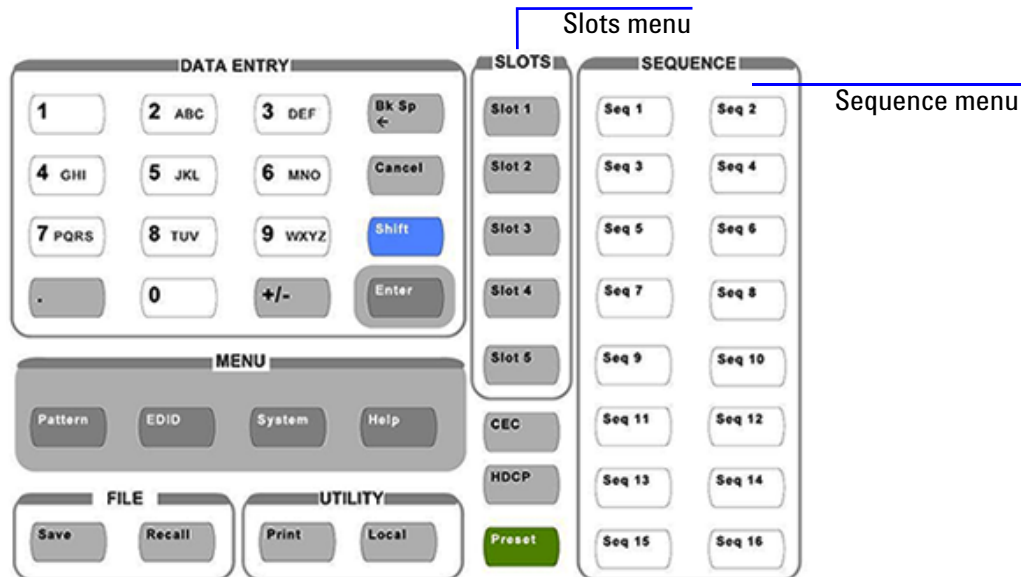 Slots menu
DATA ENTRY
1
2 ABC
3 DEF
Bk Sp
←
4 GHI
5 JKL
6 MNO
Cancel
7 PQRS
8 TUV
9 WXYZ
Shift
.
0
+/-
Enter
MENU
Pattern
EDID
System
Help
FILE
Save
Recall
UTILITY
Print
Local
SLOTS
Slot 1
Slot 2
Slot 3
Slot 4
Slot 5
CEC
HDCP
Preset
SEQUENCE
Sequence menu
Seq 1
Seq 2
Seq 3
Seq 4
Seq 5
Seq 6
Seq 7
Seq 8
Seq 9
Seq 10
Seq 11
Seq 12
Seq 13
Seq 14
Seq 15
Seq 16